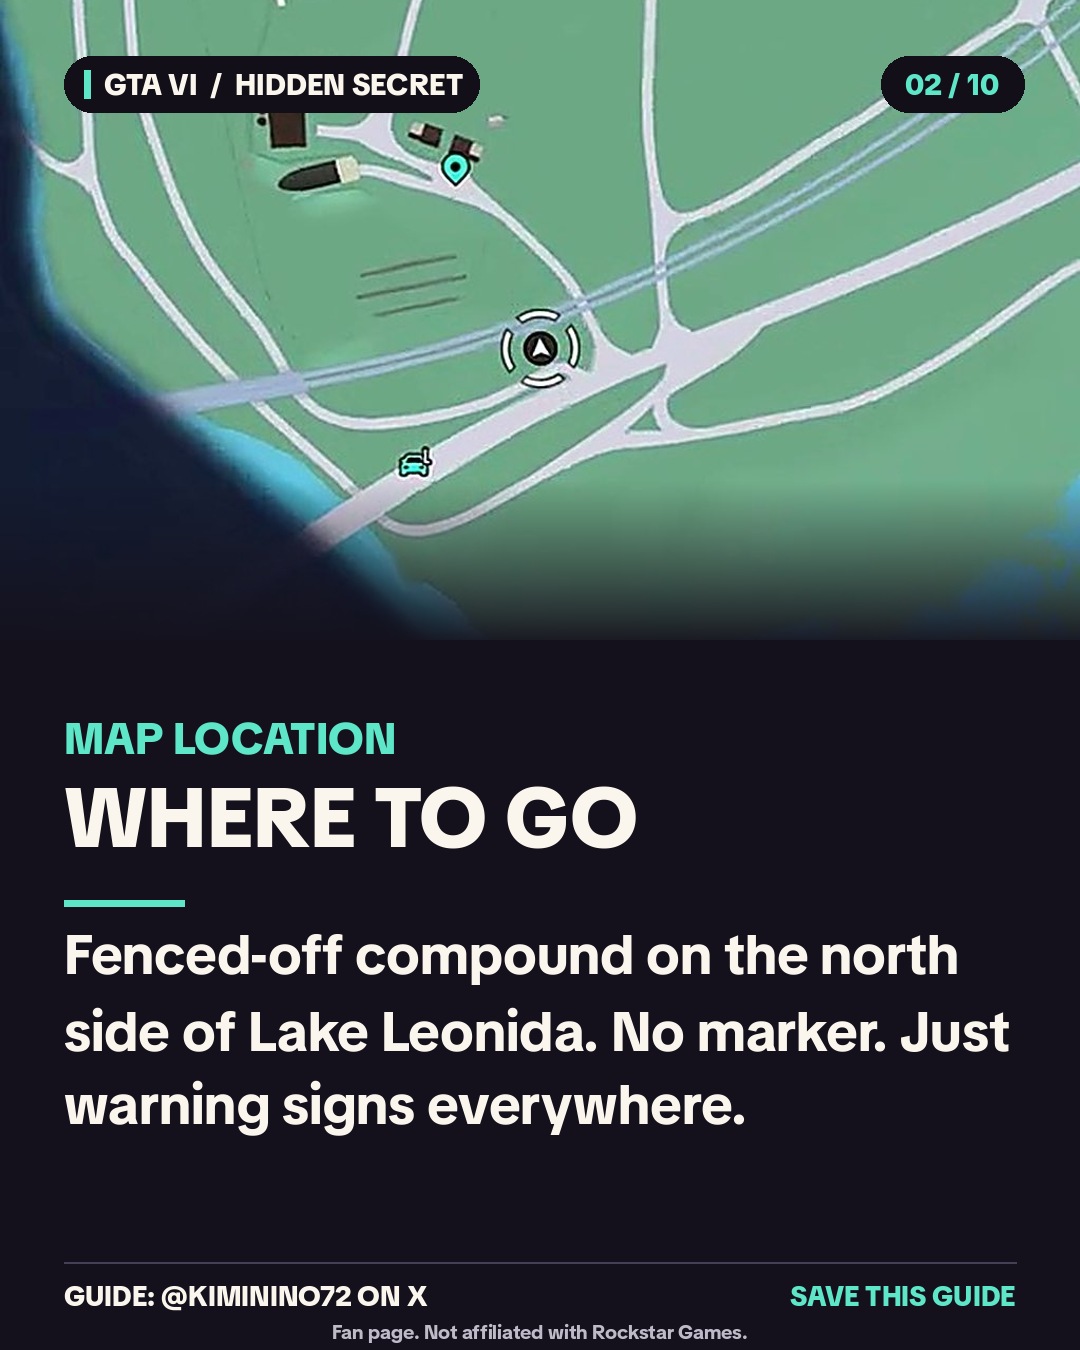 GTA VI / HIDDEN SECRET
02 / 10
MAP LOCATION
WHERE TO GO
Fenced-off compound on the north
side of Lake Leonida. No marker. Just
warning signs everywhere.
GUIDE: @KIMININO72 ON X
SAVE THIS GUIDE
Fan page. Not affiliated with Rockstar Games.